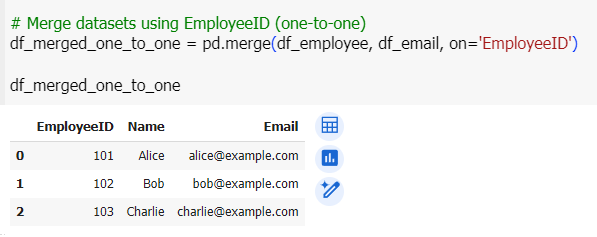 # Merge datasets using EmployeeID (one-to-one)
df_merged_one_to_one = pd.merge(df_employee, df_email, on='EmployeeID')
df_merged_one_to_one
EmployeeID Name Email
0 101 Alice alice@example.com
1 102 Bob bob@example.com
2 103 Charlie charlie@example.com